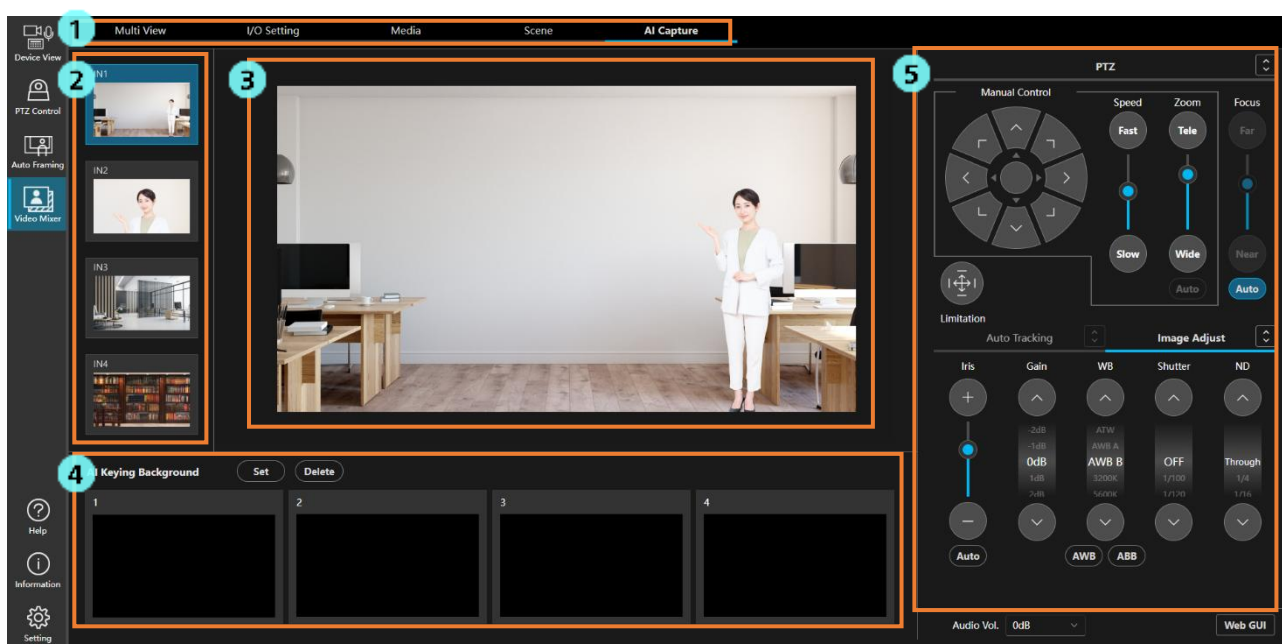 1
Multi View
I/O Setting
Media
Scene
AI Capture
Device View
PTZ Control
Auto Framing
Video Mixer
Help
Information
Setting
2
IN1
IN2
IN3
IN4
3
4
AI Keying Background
Set
Delete
1
2
3
4
5
PTZ
Manual Control
Speed
Zoom
Focus
Fast
Tele
Far
Slow
Wide
Near
Auto
Auto
Limitation
Auto Tracking
Image Adjust
Iris
Gain
WB
Shutter
ND
-2dB
-1dB
0dB
1dB
2dB
ATW
AWB A
AWB B
3200K
5600K
OFF
1/100
1/120
Through
1/4
1/16
Auto
AWB
ABB
Audio Vol.
0dB
Web GUI